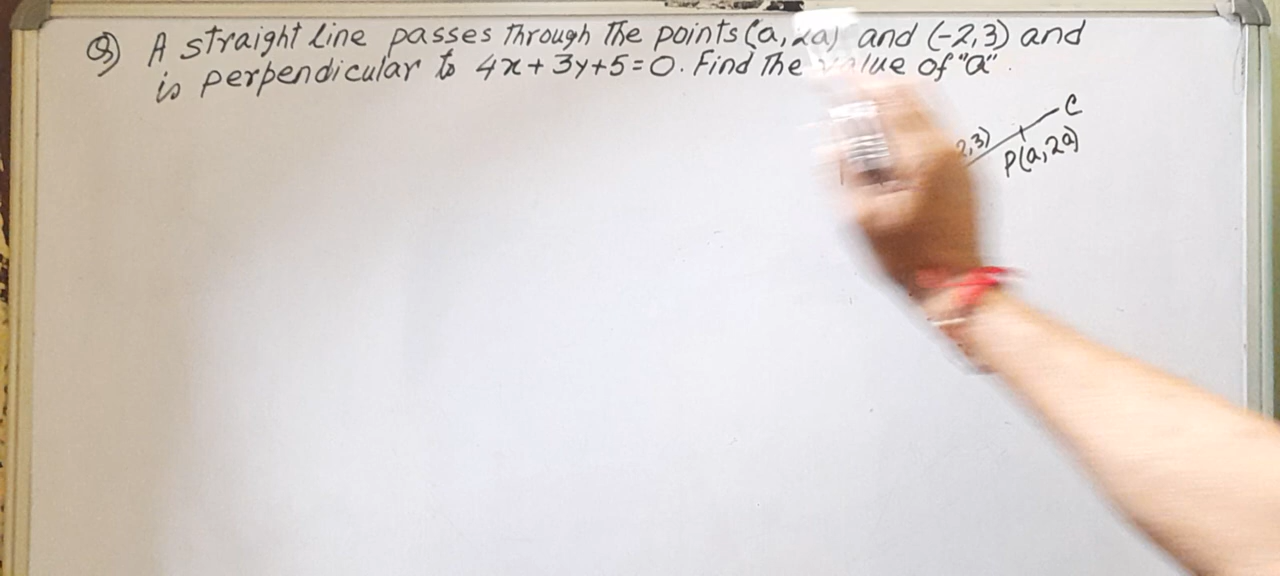 Q) A straight line passes through the points (a, 2a) and (-2,3) and
is perpendicular to 4x+3y+5=0. Find the value of "a".
C
2,3)
P(a,2a)